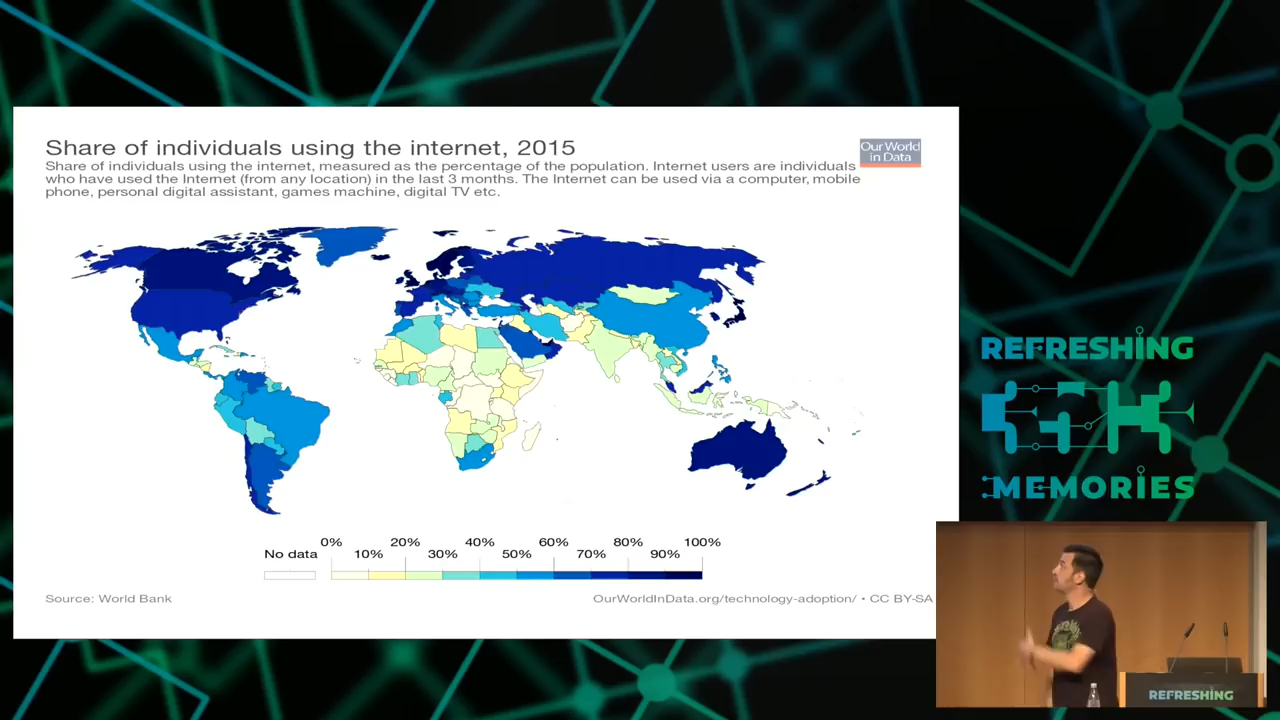 Share of individuals using the internet, 2015
Share of individuals using the internet, measured as the percentage of the population. Internet users are individuals
who have used the Internet (from any location) in the last 3 months. The Internet can be used via a computer, mobile
phone, personal digital assistant, games machine, digital TV etc.
Our World
in Data
No data
0%
10%
20%
30%
40%
50%
60%
70%
80%
90%
100%
Source: World Bank
OurWorldInData.org/technology-adoption/ • CC BY-SA
REFRESHING
MEMORIES
REFRESHING